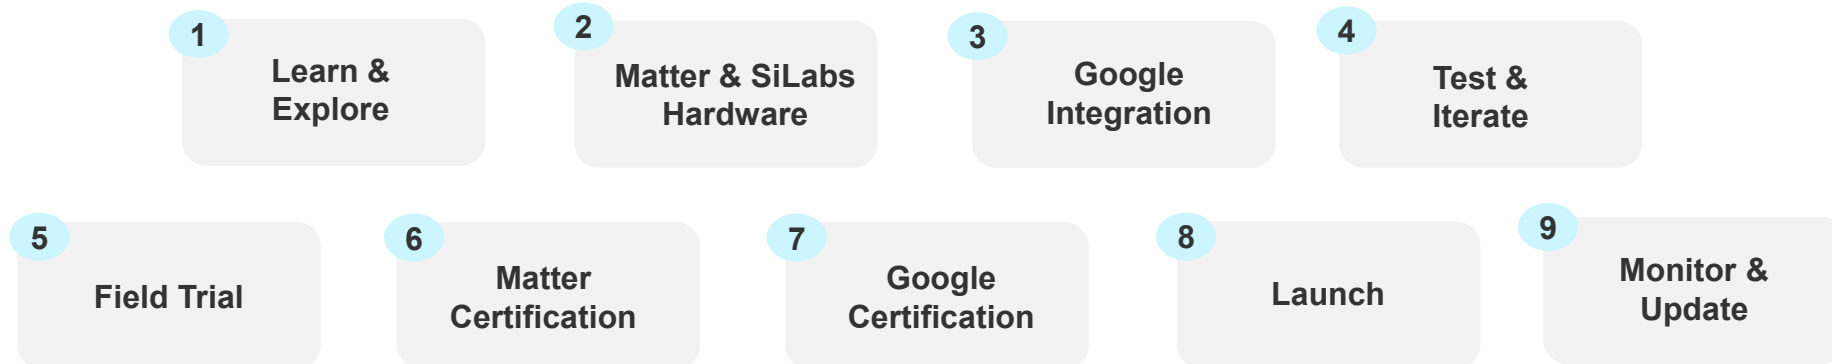 1
Learn &
Explore
2
Matter & SiLabs
Hardware
3
Google
Integration
4
Test &
Iterate
5
Field Trial
6
Matter
Certification
7
Google
Certification
8
Launch
9
Monitor &
Update